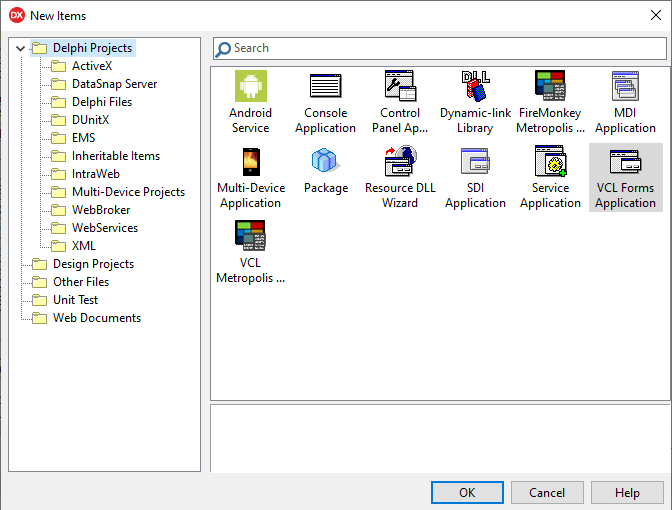 DX New Items
Delphi Projects
ActiveX
DataSnap Server
Delphi Files
DUnitX
EMS
Inheritable Items
IntraWeb
Multi-Device Projects
WebBroker
WebServices
XML
Design Projects
Other Files
Unit Test
Web Documents
Search
Android
Service
Console
Application
Control
Panel Ap...
DLL
Dynamic-link
Library
FireMonkey
Metropolis ...
MDI
Application
Multi-Device
Application
Package
Resource DLL
Wizard
SDI
Application
Service
Application
VCL Forms
Application
VCL
Metropolis ...
OK
Cancel
Help